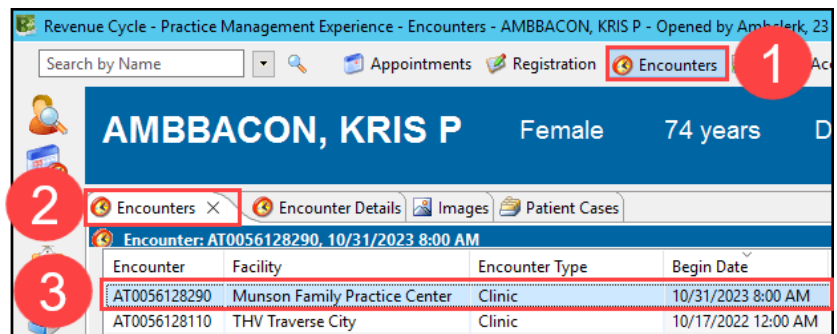 Revenue Cycle - Practice Management Experience - Encounters - AMBBACON, KRIS P - Opened by Ambclerk, 23
Search by Name Appointments Registration Encounters
1
AMBBACON, KRIS P Female 74 years D
2
Encounters × Encounter Details Images Patient Cases
Encounter: AT0056128290, 10/31/2023 8:00 AM
Encounter Facility Encounter Type Begin Date
3
AT0056128290 Munson Family Practice Center Clinic 10/31/2023 8:00 AM
AT0056128110 THV Traverse City Clinic 10/17/2022 12:00 AM